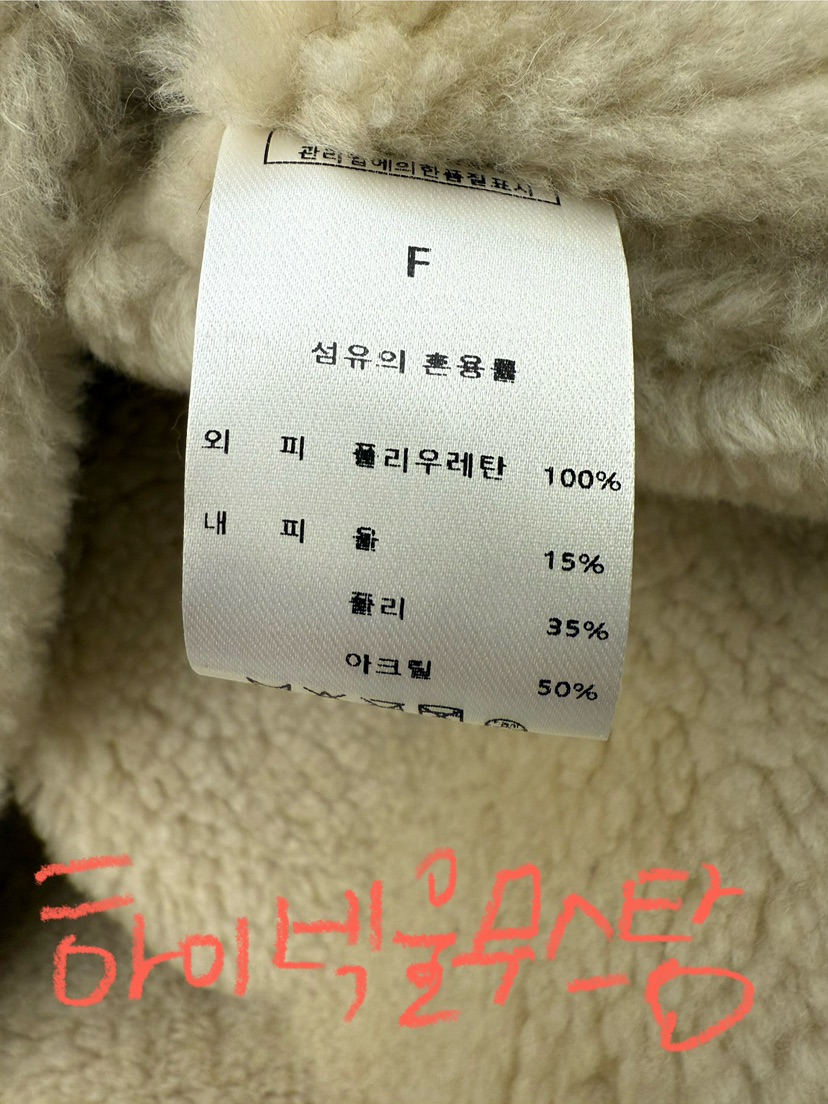 관리법에의한품질표시
F
섬유의 혼용률
외 피 폴리우레탄 100%
내 피 울 15%
폴리 35%
아크릴 50%
하이넥울무스탕